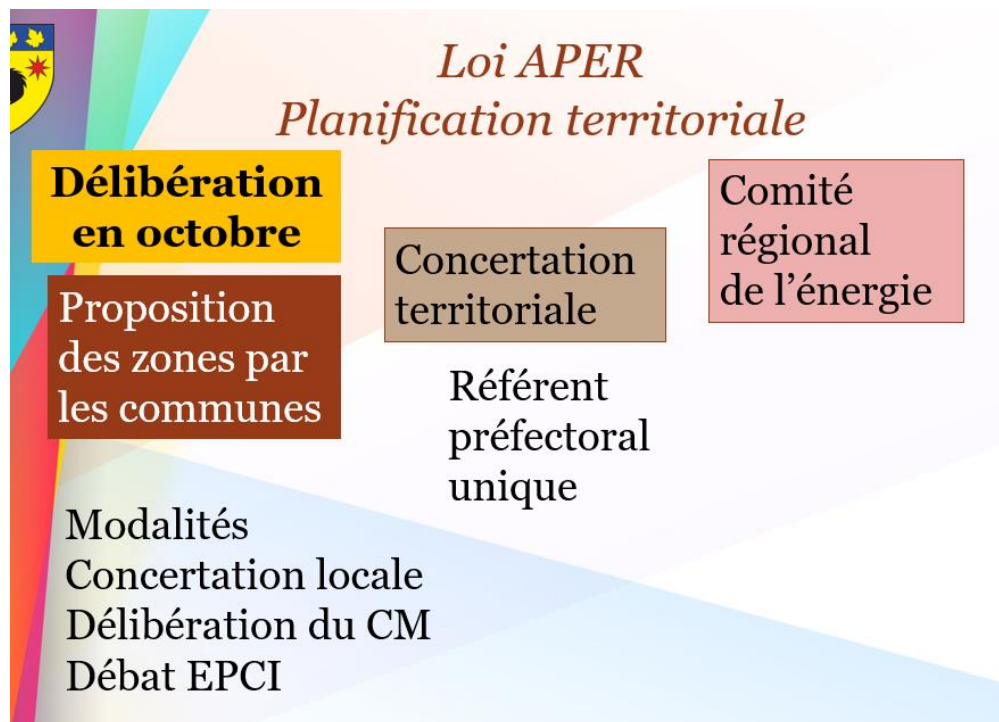 Loi APER
Planification territoriale
Délibération
en octobre
Proposition
des zones par
les communes
Modalités
Concertation locale
Délibération du CM
Débat EPCI
Concertation
territoriale
Référent
préfectoral
unique
Comité
régional
de l’énergie